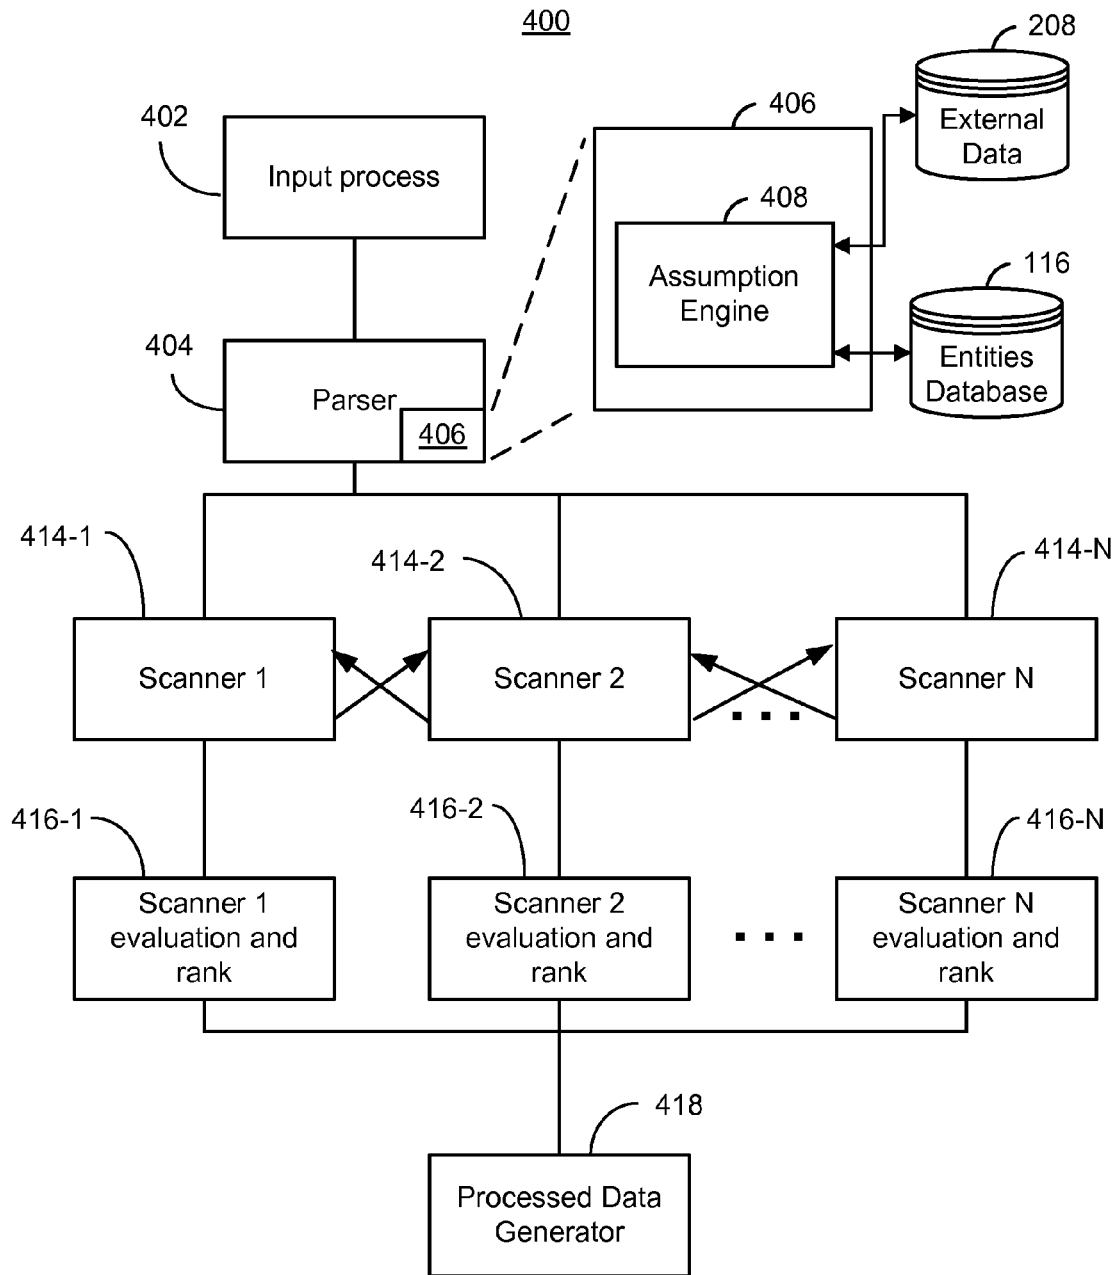 400
208
402
406
External
Data
Input process
408
Assumption
Engine
116
404
Entities
Database
Parser
406
414-1
414-2
414-N
Scanner 1
Scanner 2
Scanner N
416-1
416-2
416-N
Scanner 1
evaluation and
rank
Scanner 2
evaluation and
rank
Scanner N
evaluation and
rank
418
Processed Data
Generator